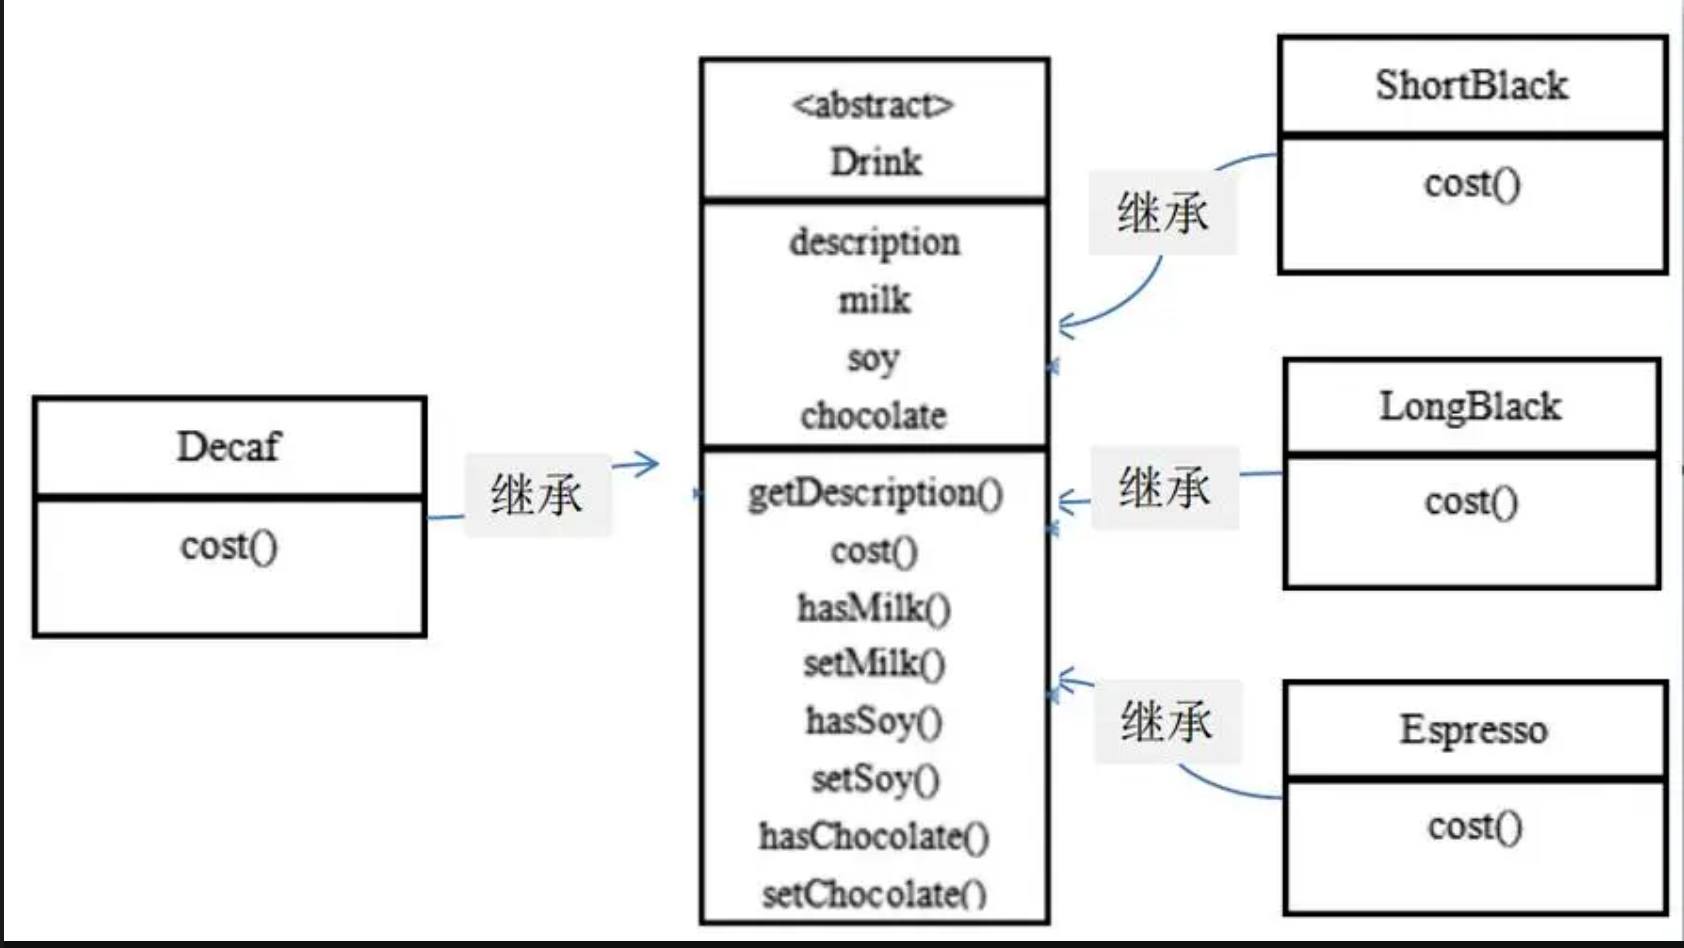 Decaf
cost()
继承
<abstract>
Drink
description
milk
soy
chocolate
getDescription()
cost()
hasMilk()
setMilk()
hasSoy()
setSoy()
hasChocolate()
setChocolate()
继承
ShortBlack
cost()
继承
LongBlack
cost()
继承
Espresso
cost()